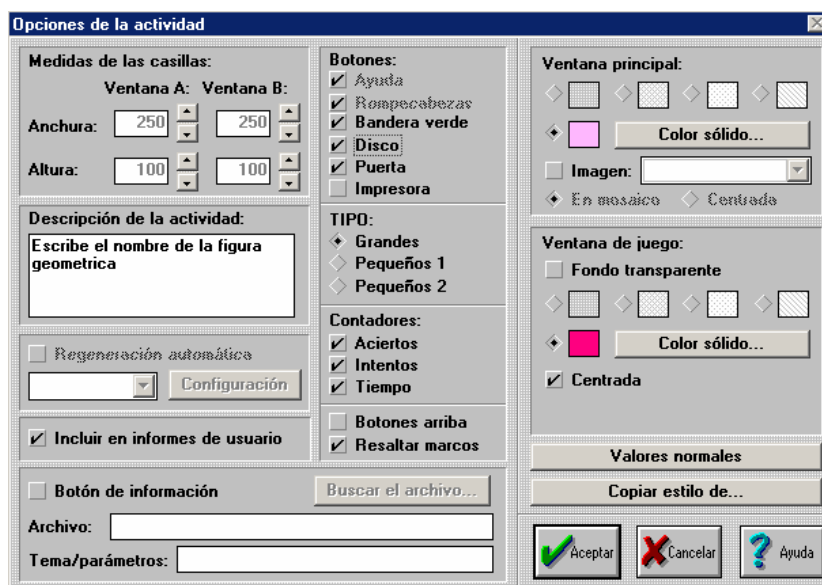 Opciones de la actividad
Medidas de las casillas:
Ventana A: Ventana B:
Anchura: 250 250
Altura: 100 100
Descripción de la actividad:
Escribe el nombre de la figura
geometrica
Regeneración automática
Configuración
Incluir en informes de usuario
Botón de información
Buscar el archivo...
Archivo:
Tema/parámetros:
Botones:
Ayuda
Rompecabezas
Bandera verde
Disco
Puerta
Impresora
TIPO:
Grandes
Pequeños 1
Pequeños 2
Contadores:
Aciertos
Intentos
Tiempo
Botones arriba
Resaltar marcos
Ventana principal:
Color sólido...
Imagen:
En mosaico Centrada
Ventana de juego:
Fondo transparente
Color sólido...
Centrada
Valores normales
Copiar estilo de...
Aceptar
Cancelar
Ayuda